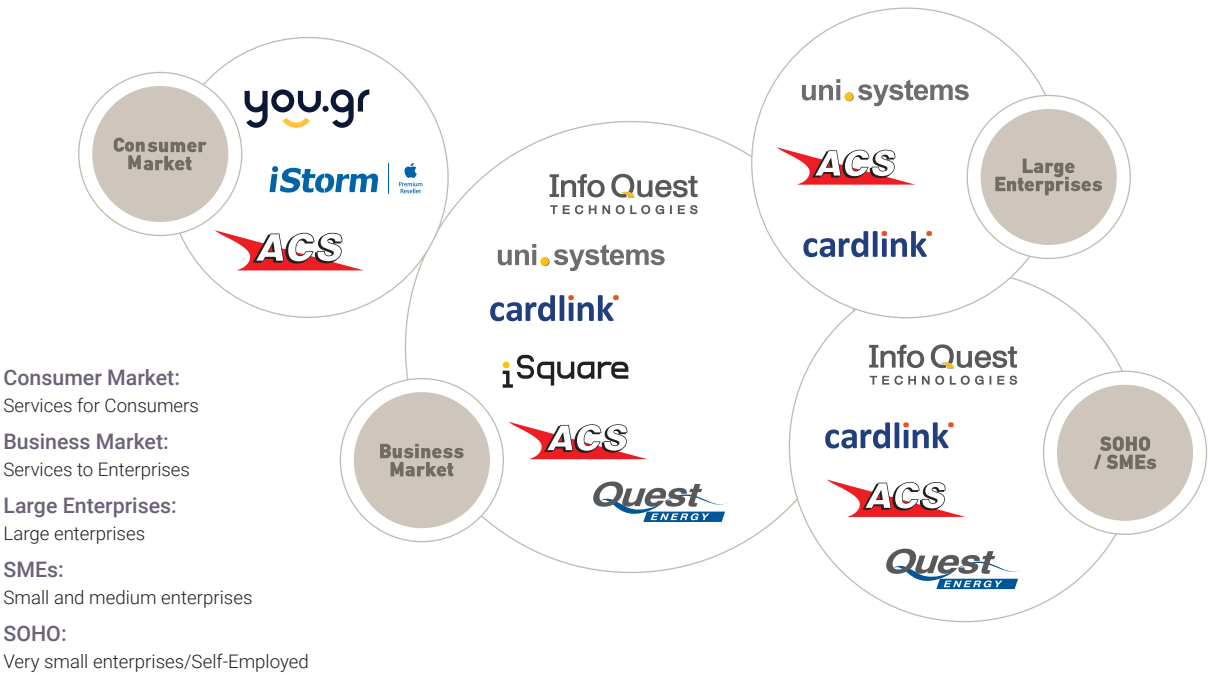 Consumer
Market
you.gr
iStorm
Premium
Reseller
ACS
Business
Market
Info Quest
TECHNOLOGIES
uni.systems
cardlink
iSquare
ACS
Quest
ENERGY
Large
Enterprises
uni.systems
ACS
cardlink
SOHO
/ SMEs
Info Quest
TECHNOLOGIES
cardlink
ACS
Quest
ENERGY
Consumer Market:
Services for Consumers
Business Market:
Services to Enterprises
Large Enterprises:
Large enterprises
SMEs:
Small and medium enterprises
SOHO:
Very small enterprises/Self-Employed